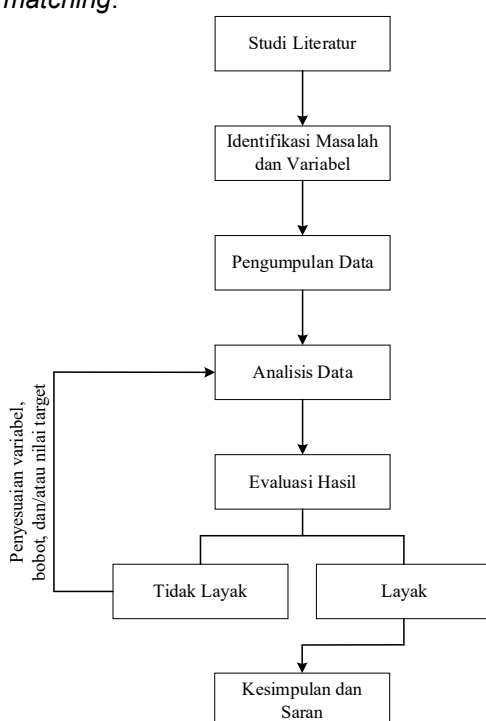 matching.
Studi Literatur
Identifikasi Masalah
dan Variabel
Pengumpulan Data
Analisis Data
Penyesuaian variabel,
bobot, dan/atau nilai target
Evaluasi Hasil
Tidak Layak
Layak
Kesimpulan dan
Saran